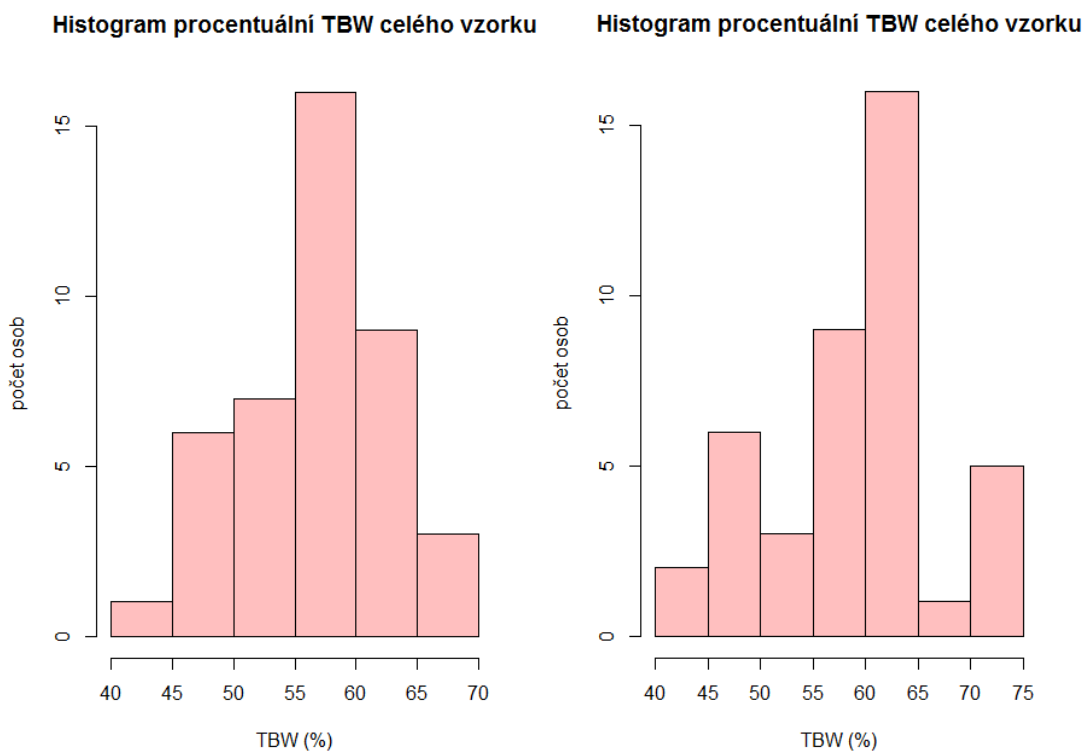 Histogram procentuální TBW celého vzorku
15
10
5
0
počet osob
40 45 50 55 60 65 70
TBW (%)
Histogram procentuální TBW celého vzorku
15
10
5
0
počet osob
40 45 50 55 60 65 70 75
TBW (%)